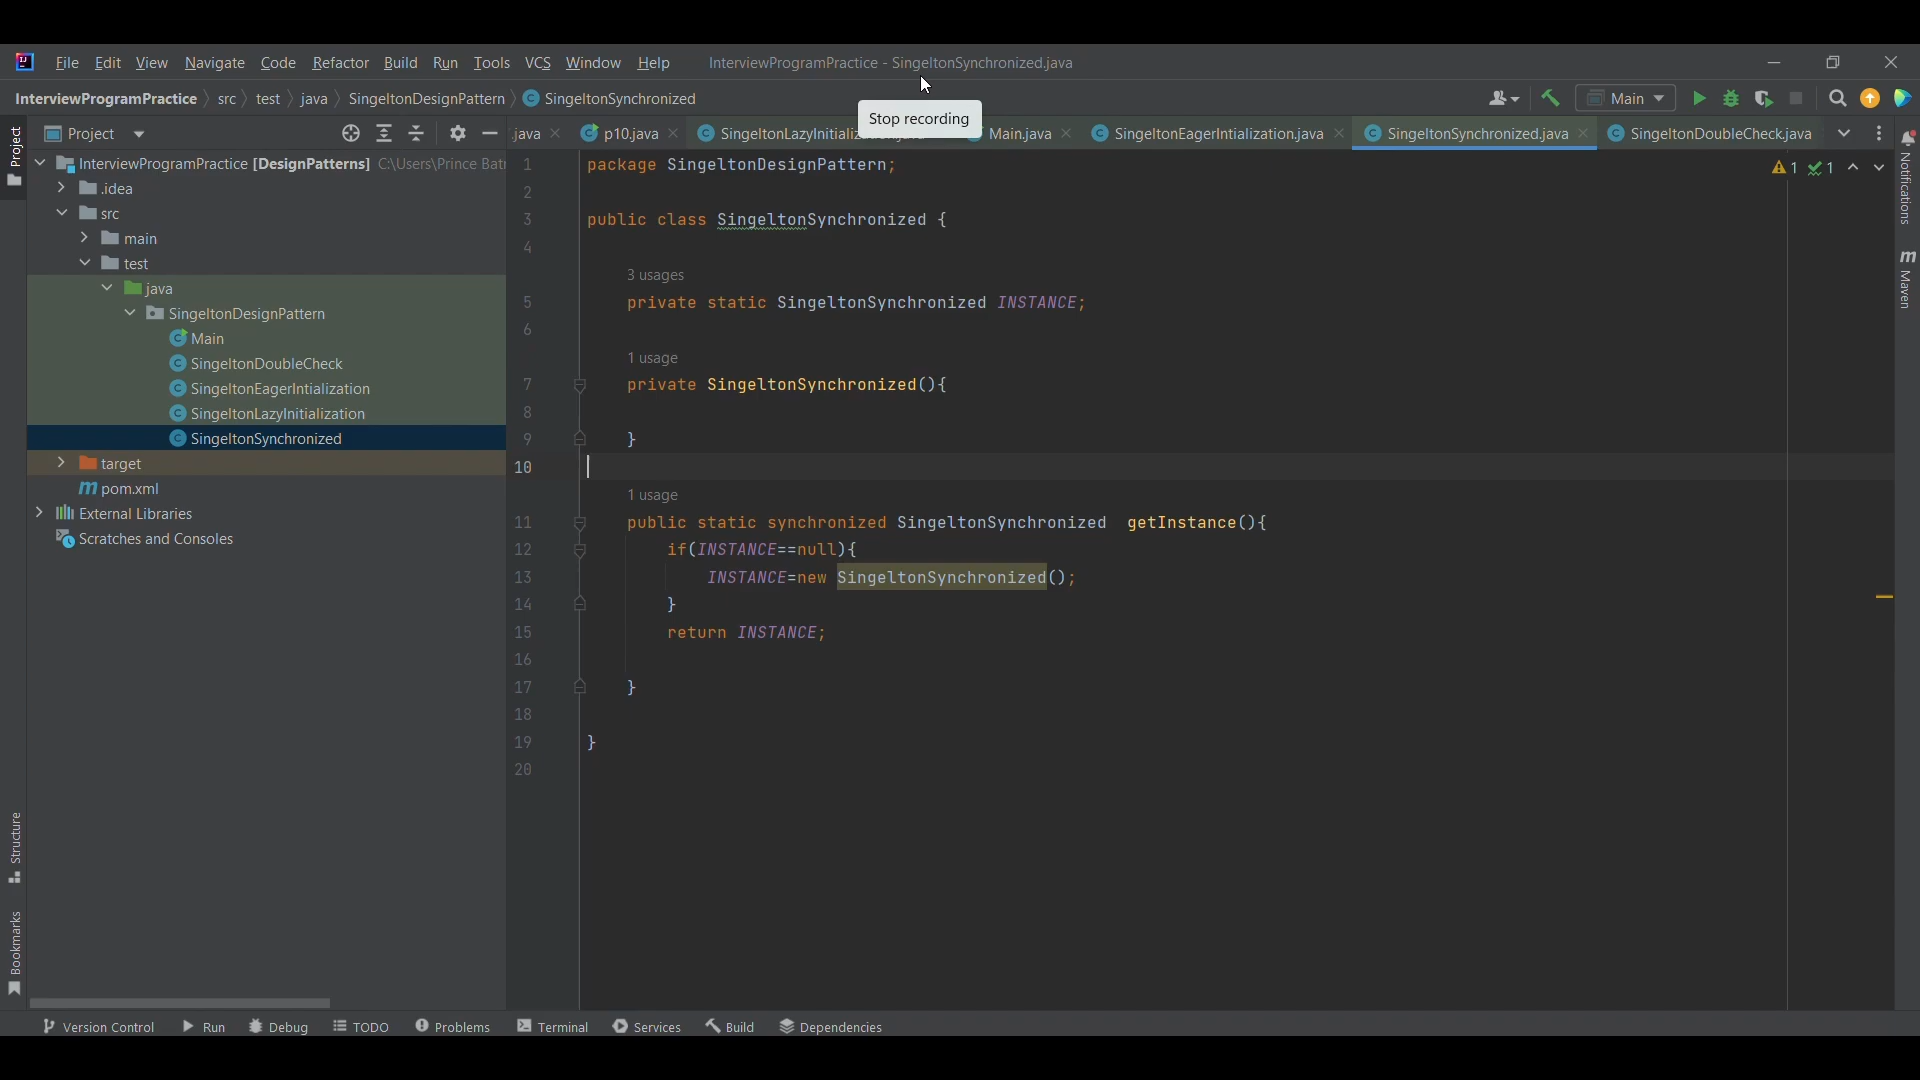 File Edit View Navigate Code Refactor Build Run Tools VCS Window Help InterviewProgramPractice - SingeltonSynchronized.java
InterviewProgramPractice src test java SingeltonDesignPattern SingeltonSynchronized
Main
Stop recording
Project
Project
.java p10.java SingeltonLazyInitializ Main.java SingeltonEagerIntialization.java SingeltonSynchronized.java SingeltonDoubleCheck.java
InterviewProgramPractice [DesignPatterns] C:\Users\Prince Batr
.idea
src
main
test
java
SingeltonDesignPattern
Main
SingeltonDoubleCheck
SingeltonEagerIntialization
SingeltonLazyInitialization
SingeltonSynchronized
target
pom.xml
External Libraries
Scratches and Consoles
Structure
Bookmarks
1 package SingeltonDesignPattern;
2
3 public class SingeltonSynchronized {
4
3 usages
5 private static SingeltonSynchronized INSTANCE;
6
1 usage
7 private SingeltonSynchronized(){
8
9 }
10
1 usage
11 public static synchronized SingeltonSynchronized  getInstance(){
12 if(INSTANCE==null){
13 INSTANCE=new SingeltonSynchronized();
14 }
15 return INSTANCE;
16
17 }
18
19 }
20
1 1
Notifications
Maven
Version Control Run Debug TODO Problems Terminal Services Build Dependencies